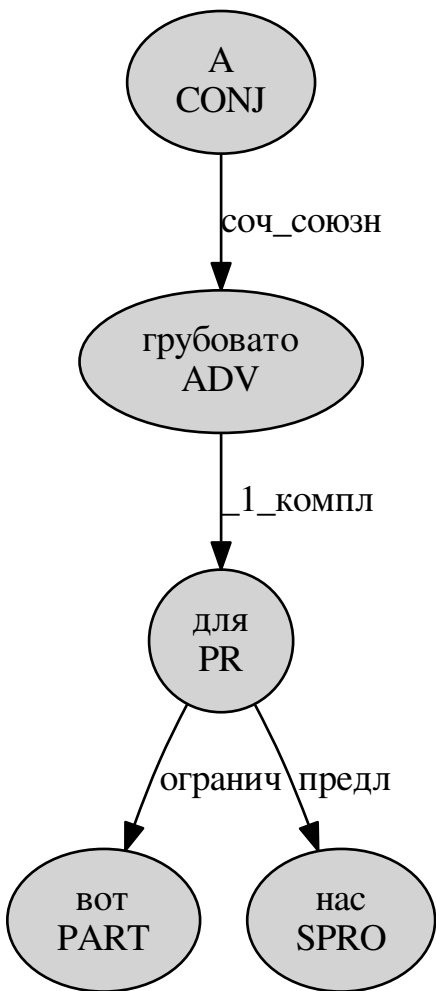 А
CONJ
соч_союзн
грубовато
ADV
_1_компл
для
PR
огранич предл
вот
PART
нас
SPRO